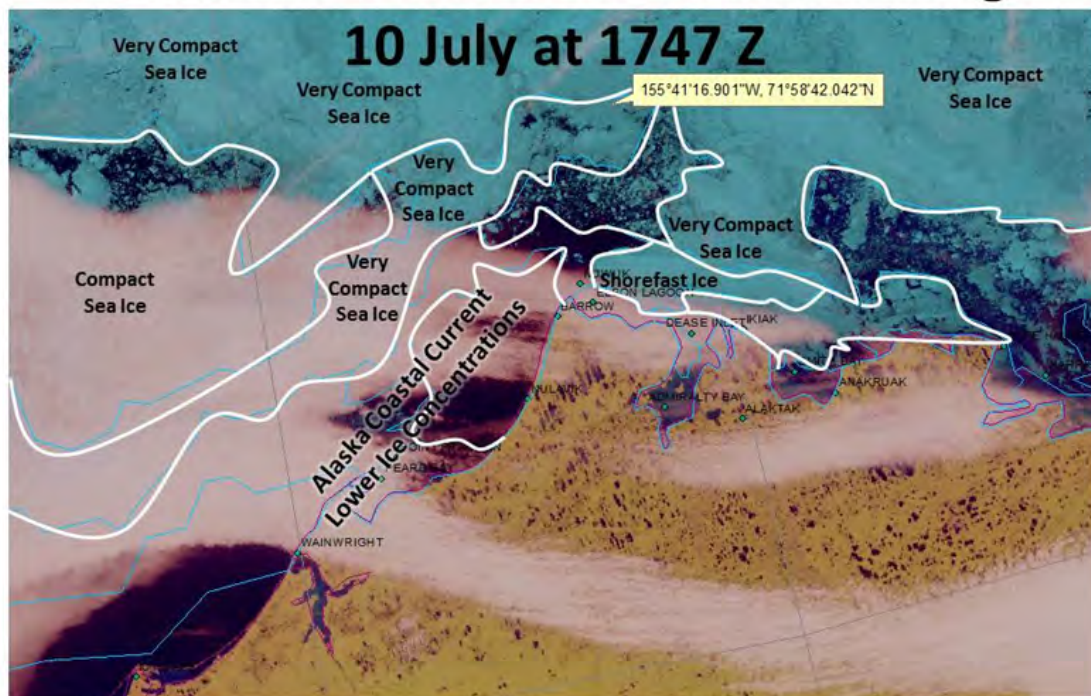 10 July at 1747 Z
Very Compact
Sea Ice
Very Compact
Sea Ice
155°41'16.901"W, 71°58'42.042"N
Very Compact
Sea Ice
Very
Compact
Sea Ice
Very Compact
Sea Ice
Compact
Sea Ice
Very
Compact
Sea Ice
Shorefast Ice
LAGOON
BARROW
DEASE INLET
IKIAK
Alaska Coastal Current
Lower Ice Concentrations
NULAVIK
ADMIRALTY BAY
ANAKRUAK
ALAKTAK
WAINWRIGHT